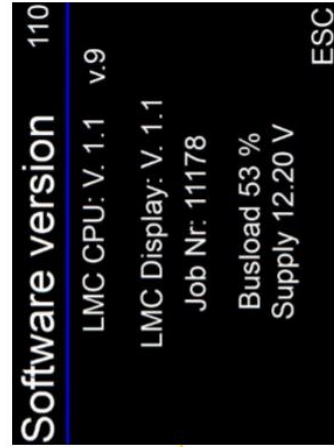 Software version 110
LMC CPU: V. 1.1 v.9
LMC Display: V. 1.1
Job Nr: 11178
Busload 53 %
Supply 12.20 V
ESC